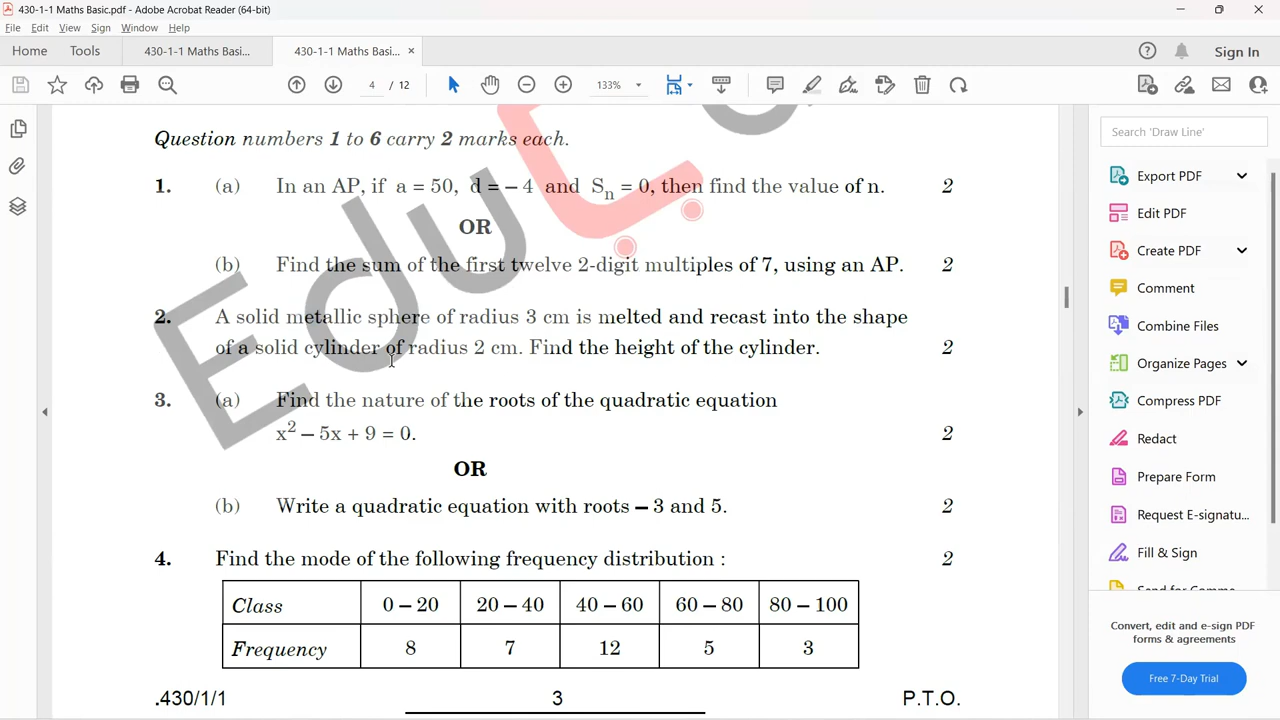 430-1-1 Maths Basic.pdf - Adobe Acrobat Reader (64-bit)
File Edit View Sign Window Help
Home Tools 430-1-1 Maths Basi... 430-1-1 Maths Basi... × Sign In
4 / 12 133%
Question numbers 1 to 6 carry 2 marks each.
1. (a) In an AP, if a = 50, d = – 4 and Sn = 0, then find the value of n. 2
OR
(b) Find the sum of the first twelve 2-digit multiples of 7, using an AP. 2
2. A solid metallic sphere of radius 3 cm is melted and recast into the shape
of a solid cylinder of radius 2 cm. Find the height of the cylinder. 2
3. (a) Find the nature of the roots of the quadratic equation
x² – 5x + 9 = 0. 2
OR
(b) Write a quadratic equation with roots – 3 and 5. 2
4. Find the mode of the following frequency distribution : 2
Class 0 – 20 20 – 40 40 – 60 60 – 80 80 – 100
Frequency 8 7 12 5 3
.430/1/1 3 P.T.O.
Search 'Draw Line'
Export PDF
Edit PDF
Create PDF
Comment
Combine Files
Organize Pages
Compress PDF
Redact
Prepare Form
Request E-signatu...
Fill & Sign
Convert, edit and e-sign PDF
forms & agreements
Free 7-Day Trial